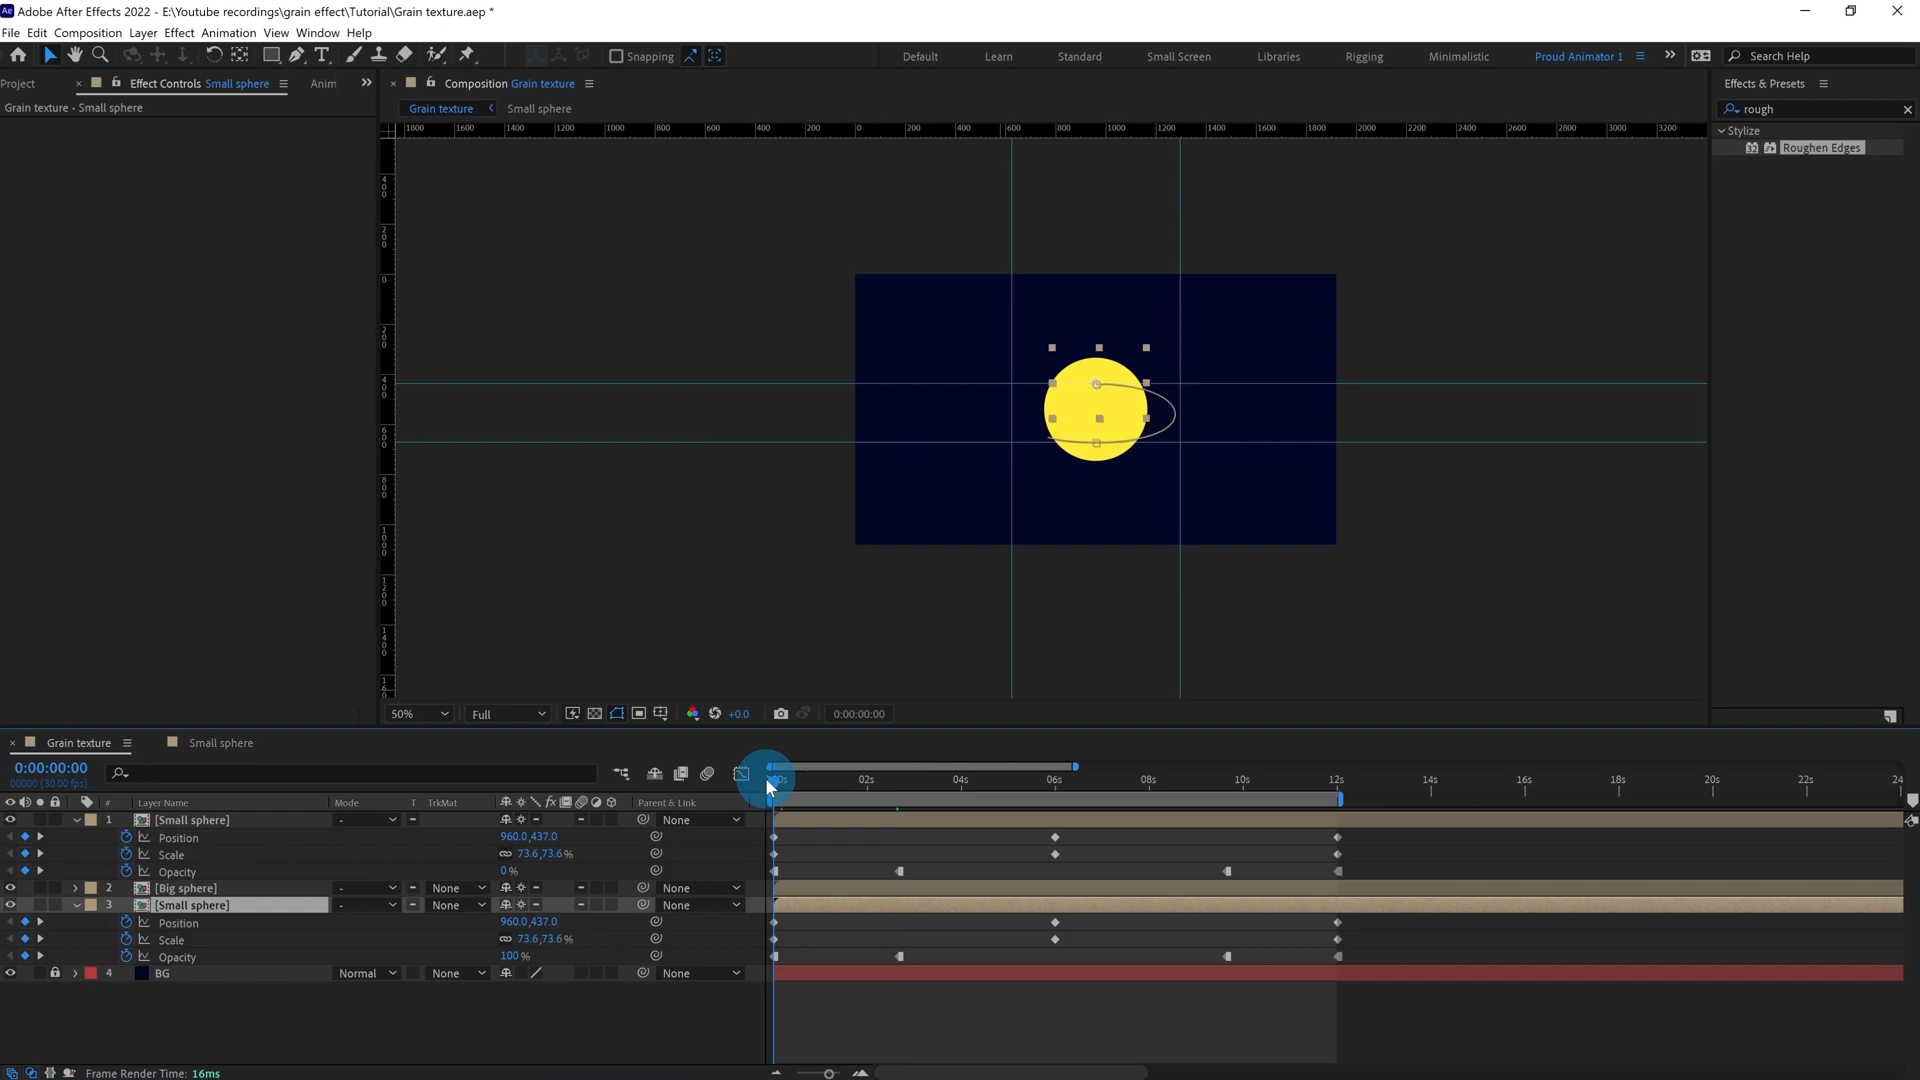 Adobe After Effects 2022 - E:\Youtube recordings\grain effect\Tutorial\Grain texture.aep *
File Edit Composition Layer Effect Animation View Window Help
Snapping
Default Learn Standard Small Screen Libraries Rigging Minimalistic Proud Animator 1 Search Help
Project Effect Controls Small sphere Anim Composition Grain texture Effects & Presets
Grain texture • Small sphere Grain texture Small sphere rough
1800 1600 1400 1200 1000 800 600 400 200 0 200 400 600 800 1000 1200 1400 1600 1800 2000 2200 2400 2600 2800 3000 3200
Stylize
Roughen Edges
400
200
0
200
400
600
800
1000
1200
1400
50% Full +0.0 0:00:00:00
Grain texture Small sphere
0:00:00:00
00000 (30.00 fps)
02s 04s 06s 08s 10s 12s 14s 16s 18s 20s 22s 24
# Layer Name Mode T TrkMat Parent & Link
1 [Small sphere] - None
Position 960.0,437.0
Scale 73.6,73.6%
Opacity 0%
2 [Big sphere] - None None
3 [Small sphere] - None None
Position 960.0,437.0
Scale 73.6,73.6%
Opacity 100%
4 BG Normal None None
Frame Render Time: 16ms